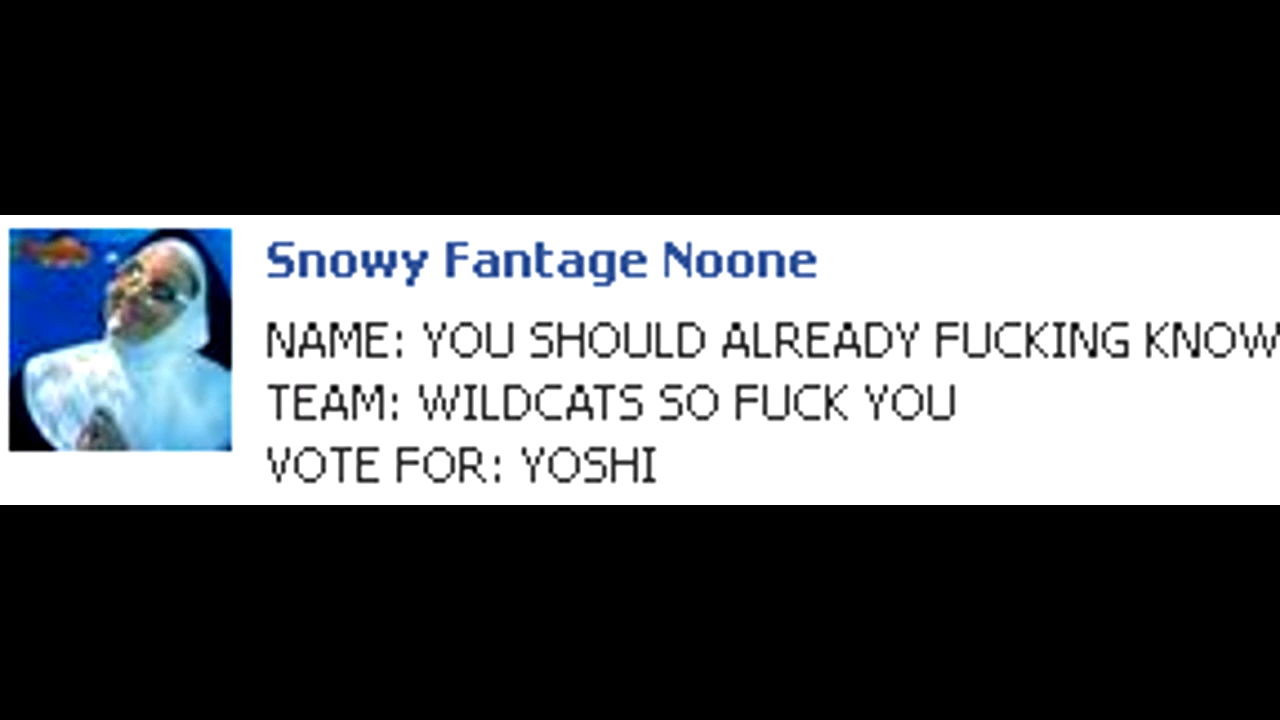 Snowy Fantage Noone
NAME: YOU SHOULD ALREADY FUCKING KNOW
TEAM: WILDCATS SO FUCK YOU
VOTE FOR: YOSHI